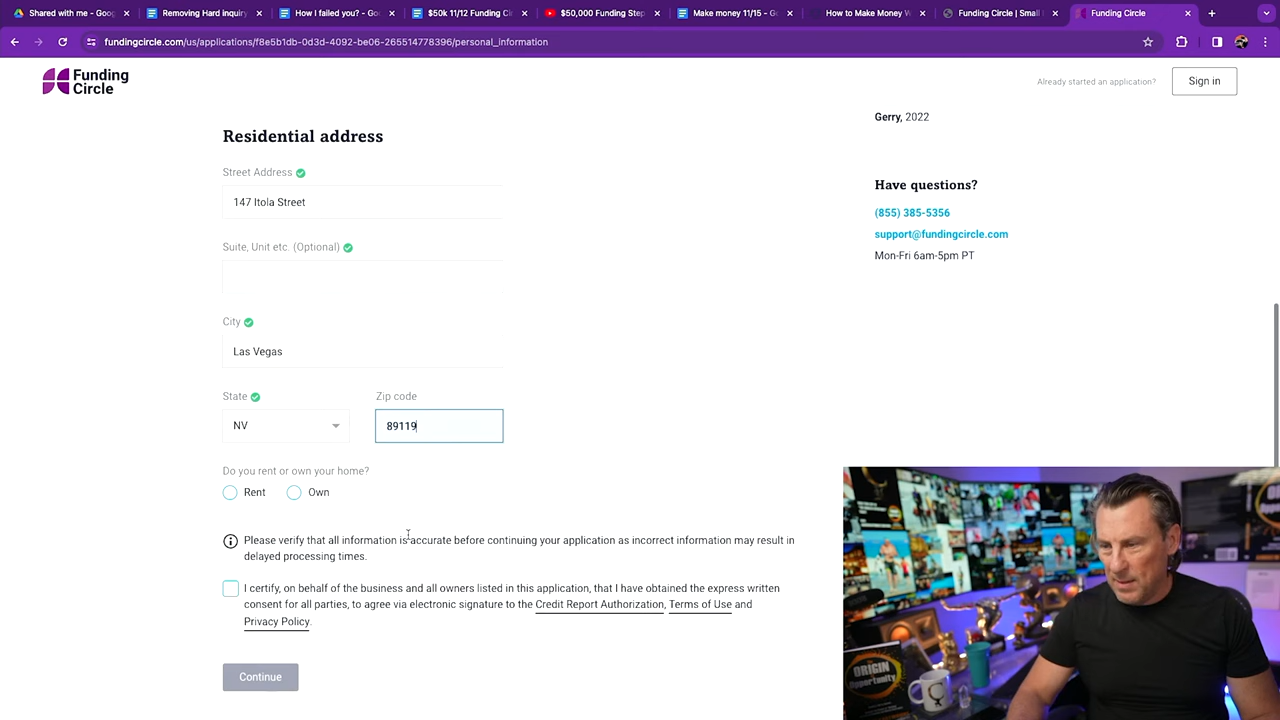 Shared with me - Goog
Removing Hard inquiry
How I failed you? - Goo
$50k 11/12 Funding Cir
$50,000 Funding Step
Make money 11/15 - G
How to Make Money W
Funding Circle | Small
Funding Circle
fundingcircle.com/us/applications/f8e5b1db-0d3d-4092-be06-265514778396/personal_information
Funding
Circle
Already started an application?
Sign in
Gerry, 2022
Residential address
Street Address
147 Itola Street
Suite, Unit etc. (Optional)
City
Las Vegas
State
Zip code
NV
89119
Do you rent or own your home?
Rent
Own
Please verify that all information is accurate before continuing your application as incorrect information may result in
delayed processing times.
I certify, on behalf of the business and all owners listed in this application, that I have obtained the express written
consent for all parties, to agree via electronic signature to the Credit Report Authorization, Terms of Use and
Privacy Policy.
Continue
Have questions?
(855) 385-5356
support@fundingcircle.com
Mon-Fri 6am-5pm PT
ORIGIN
Opportunity